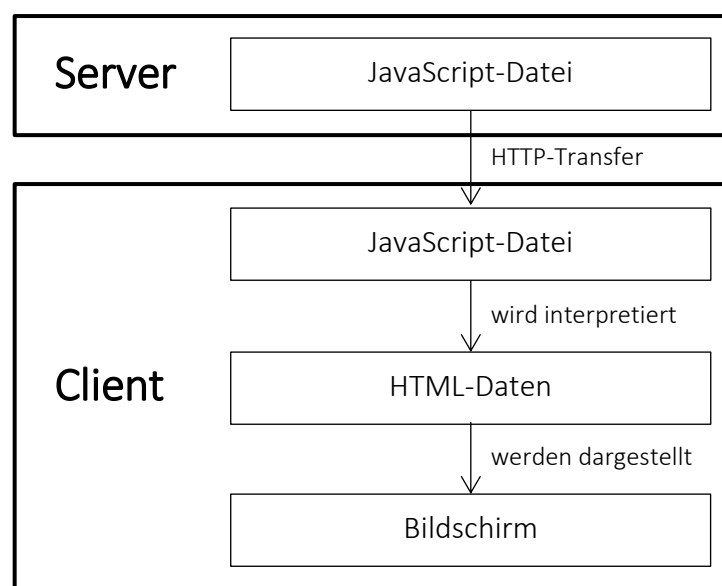 Server
JavaScript-Datei
HTTP-Transfer
JavaScript-Datei
wird interpretiert
Client
HTML-Daten
werden dargestellt
Bildschirm